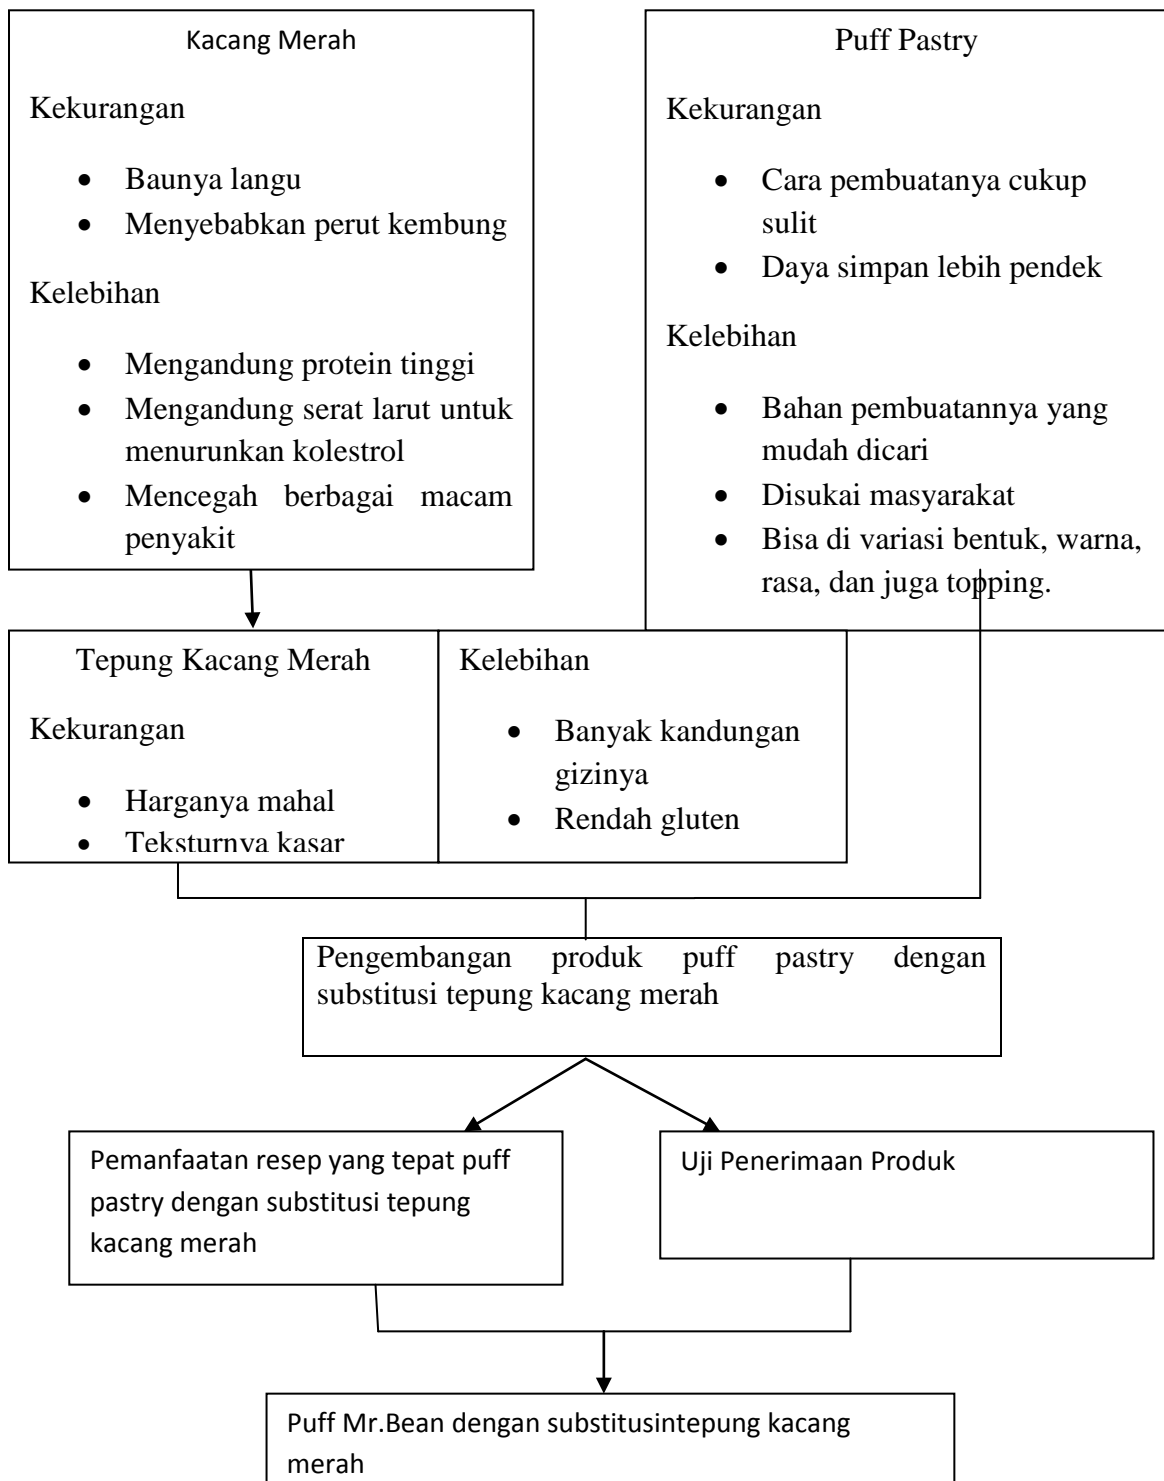 Kacang Merah
Kekurangan
• Baunya langu
• Menyebabkan perut kembung
Kelebihan
• Mengandung protein tinggi
• Mengandung serat larut untuk
menurunkan kolestrol
• Mencegah berbagai macam
penyakit
Puff Pastry
Kekurangan
• Cara pembuatanya cukup
sulit
• Daya simpan lebih pendek
Kelebihan
• Bahan pembuatannya yang
mudah dicari
• Disukai masyarakat
• Bisa di variasi bentuk, warna,
rasa, dan juga topping.
Tepung Kacang Merah
Kekurangan
• Harganya mahal
• Teksturnya kasar
Kelebihan
• Banyak kandungan
gizinya
• Rendah gluten
Pengembangan produk puff pastry dengan
substitusi tepung kacang merah
Pemanfaatan resep yang tepat puff
pastry dengan substitusi tepung
kacang merah
Uji Penerimaan Produk
Puff Mr.Bean dengan substitusintepung kacang
merah